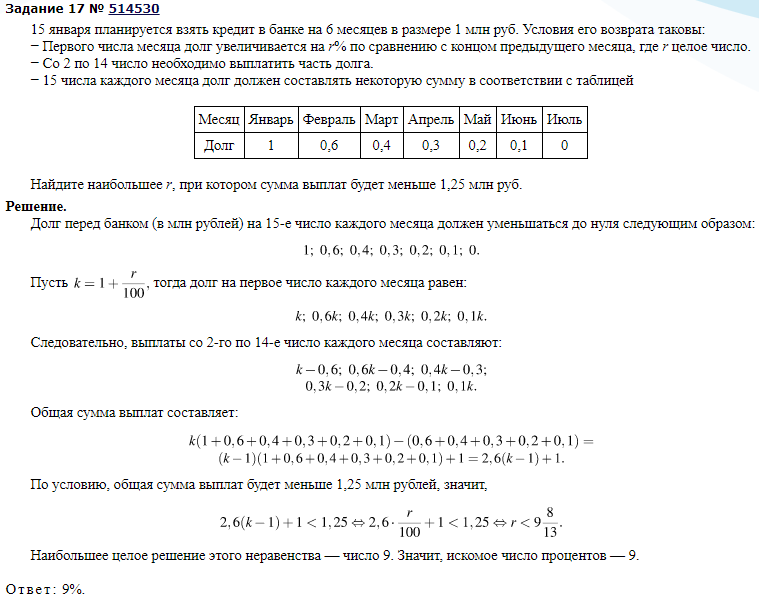 Задание 17 № 514530
15 января планируется взять кредит в банке на 6 месяцев в размере 1 млн руб. Условия его возврата таковы:
− Первого числа месяца долг увеличивается на r% по сравнению с концом предыдущего месяца, где r целое число.
− Со 2 по 14 число необходимо выплатить часть долга.
− 15 числа каждого месяца долг должен составлять некоторую сумму в соответствии с таблицей
Месяц Январь Февраль Март Апрель Май Июнь Июль
Долг 1 0,6 0,4 0,3 0,2 0,1 0
Найдите наибольшее r, при котором сумма выплат будет меньше 1,25 млн руб.
Решение.
Долг перед банком (в млн рублей) на 15-е число каждого месяца должен уменьшаться до нуля следующим образом:
1; 0,6; 0,4; 0,3; 0,2; 0,1; 0.
Пусть k = 1 + r/100, тогда долг на первое число каждого месяца равен:
k; 0,6k; 0,4k; 0,3k; 0,2k; 0,1k.
Следовательно, выплаты со 2-го по 14-е число каждого месяца составляют:
k − 0,6; 0,6k − 0,4; 0,4k − 0,3;
0,3k − 0,2; 0,2k − 0,1; 0,1k.
Общая сумма выплат составляет:
k(1 + 0,6 + 0,4 + 0,3 + 0,2 + 0,1) − (0,6 + 0,4 + 0,3 + 0,2 + 0,1) =
(k − 1)(1 + 0,6 + 0,4 + 0,3 + 0,2 + 0,1) + 1 = 2,6(k − 1) + 1.
По условию, общая сумма выплат будет меньше 1,25 млн рублей, значит,
2,6(k − 1) + 1 < 1,25 ⇔ 2,6 · r/100 + 1 < 1,25 ⇔ r < 9 8/13.
Наибольшее целое решение этого неравенства — число 9. Значит, искомое число процентов — 9.
Ответ: 9%.